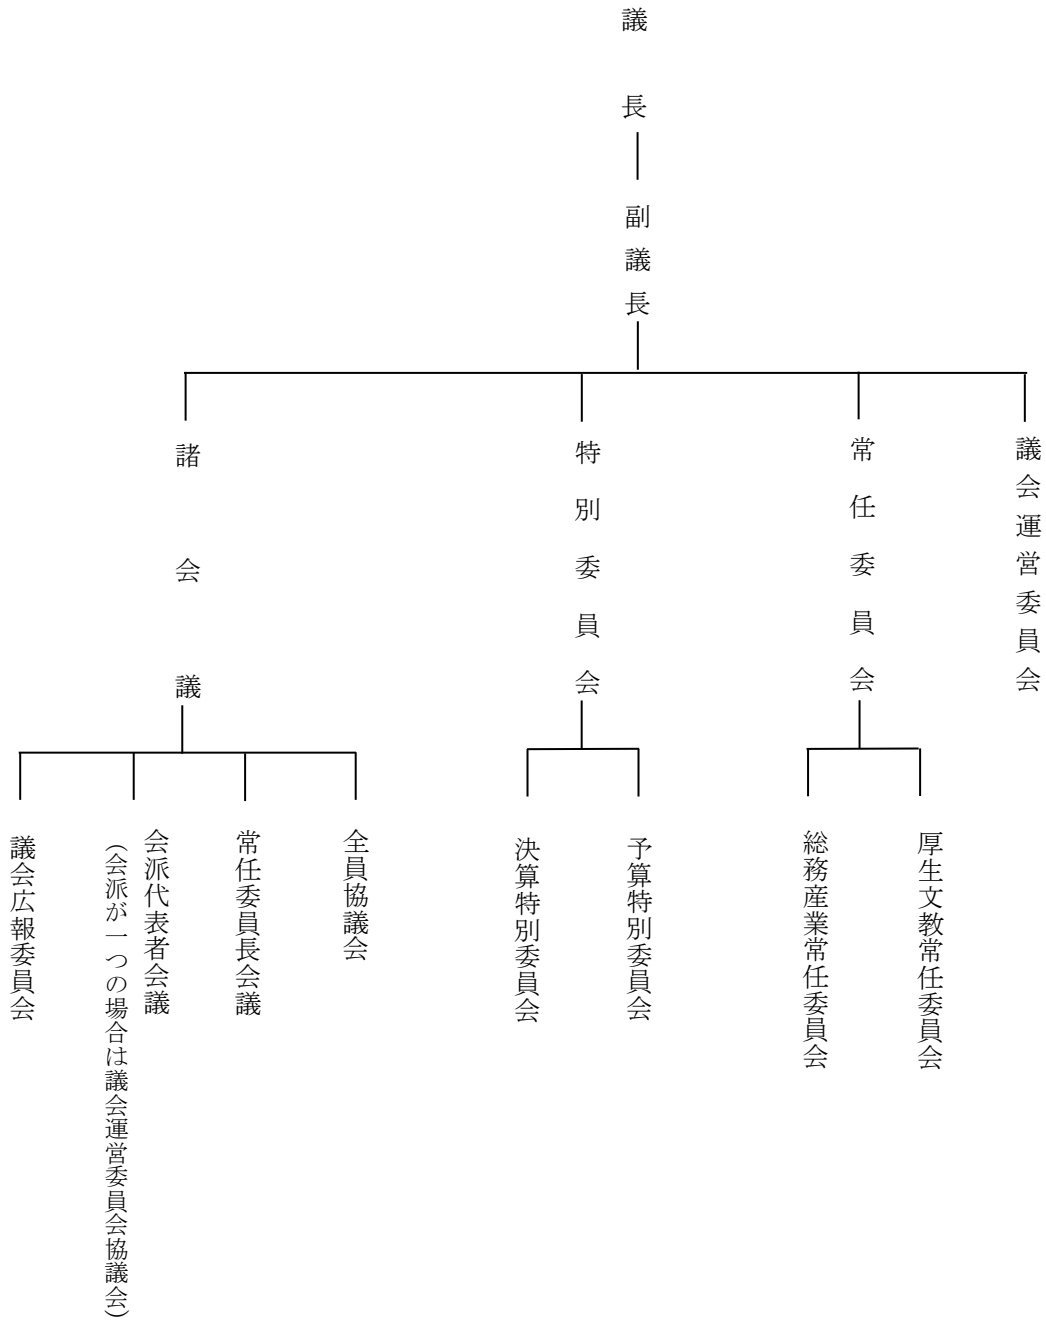 議長
副議長
議会運営委員会
常任委員会
特別委員会
諸会議
厚生文教常任委員会
総務産業常任委員会
予算特別委員会
決算特別委員会
全員協議会
常任委員長会議
会派代表者会議
（会派が一つの場合は議会運営委員会協議会）
議会広報委員会